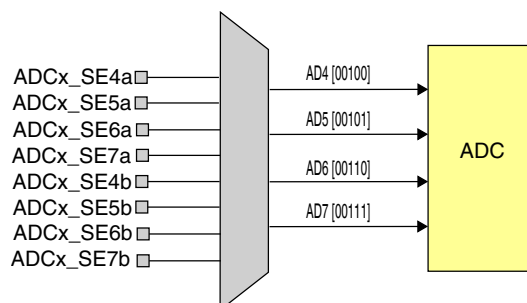 ADCx_SE4a
ADCx_SE5a
ADCx_SE6a
ADCx_SE7a
ADCx_SE4b
ADCx_SE5b
ADCx_SE6b
ADCx_SE7b
AD4 [00100]
AD5 [00101]
AD6 [00110]
AD7 [00111]
ADC